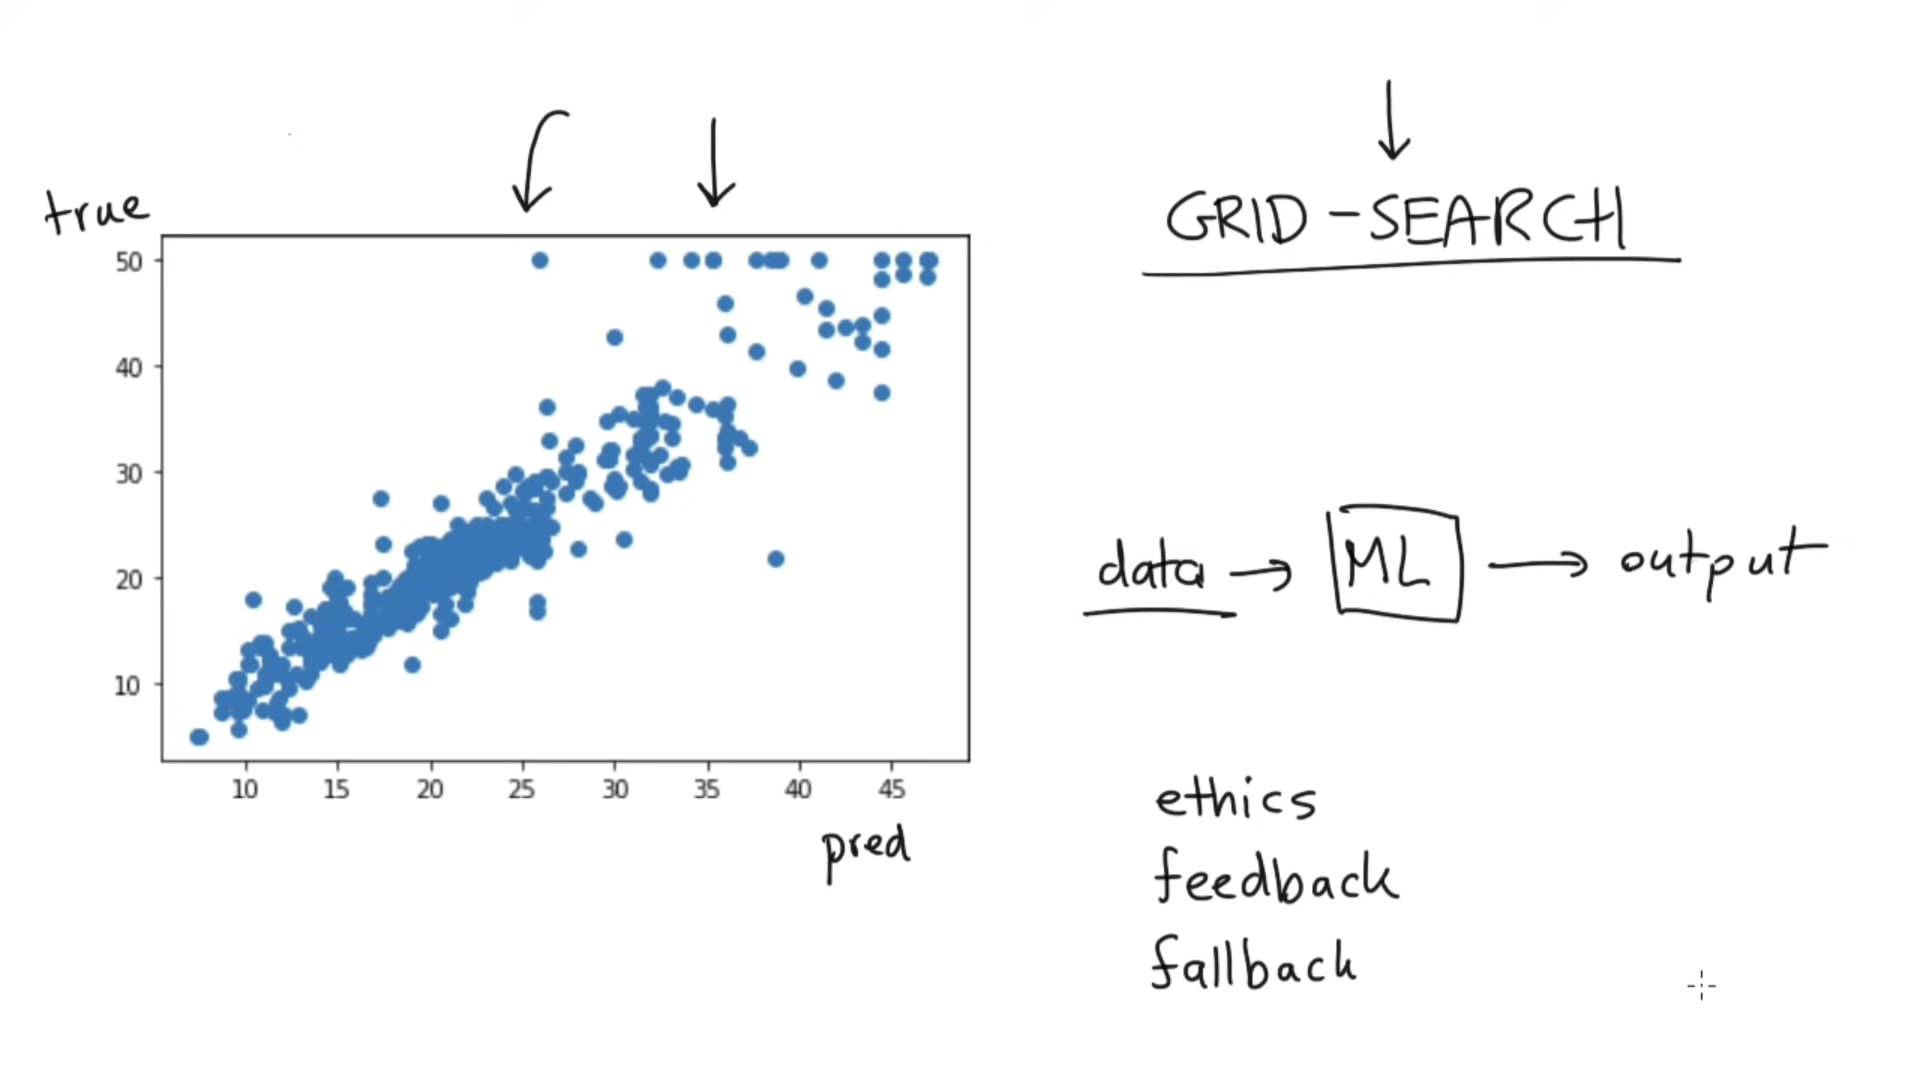 true
50
40
30
20
10
10 15 20 25 30 35 40 45
pred
GRID-SEARCH
data → ML → output
ethics
feedback
fallback